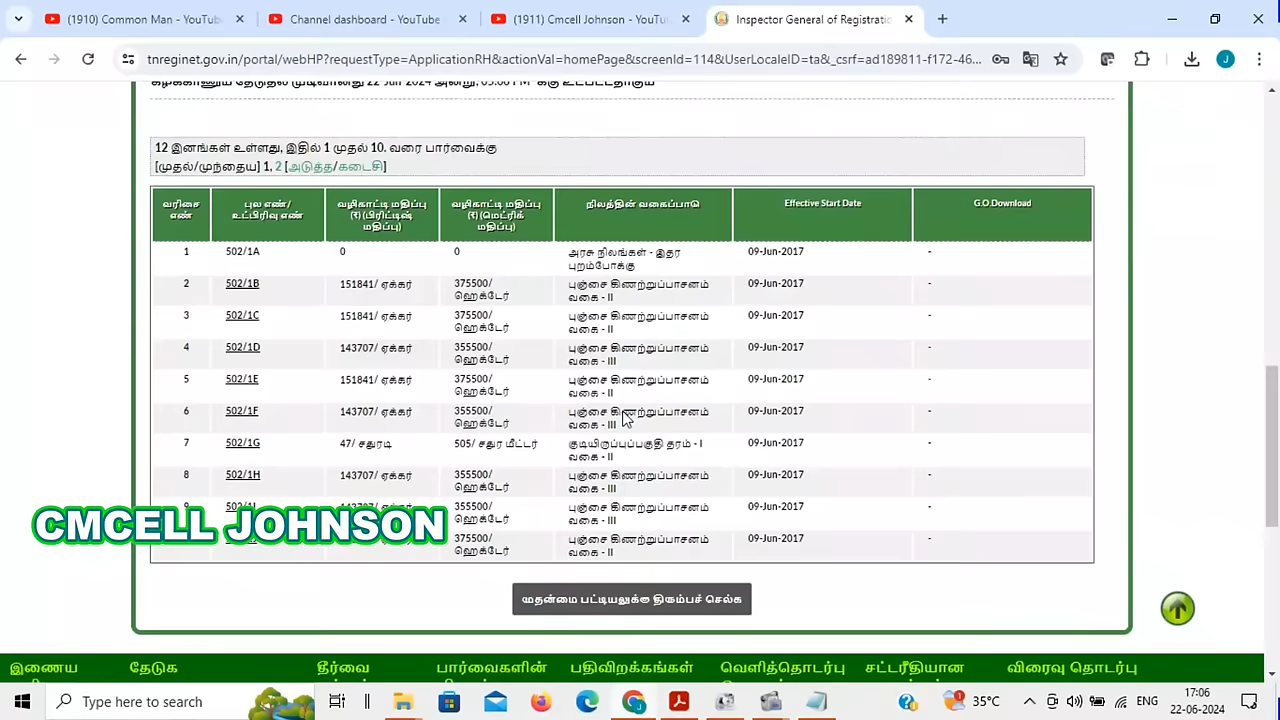 (1910) Common Man - YouTub
Channel dashboard - YouTube
(1911) Cmcell Johnson - YouTu
Inspector General of Registratio
tnreginet.gov.in/portal/webHP?requestType=ApplicationRH&actionVal=homePage&screenId=114&UserLocaleID=ta&_csrf=ad189811-f172-46...
12 இனங்கள் உள்ளது, இதில் 1 முதல் 10. வரை பார்வைக்கு
[முதல்/முந்தைய] 1, 2 [அடுத்த/கடைசி]
வரிசை எண் புல எண்/ உட்பிரிவு எண் வழிகாட்டி மதிப்பு (₹) (பிரிட்டிஷ் மதிப்பு) வழிகாட்டி மதிப்பு (₹) (மெட்ரிக் மதிப்பு) நிலத்தின் வகைப்பாடு Effective Start Date G.O.Download
1 502/1A 0 0 அரசு நிலங்கள் - இதர புறம்போக்கு 09-Jun-2017 -
2 502/1B 151841/ ஏக்கர் 375500/ ஹெக்டேர் புஞ்சை கிணற்றுப்பாசனம் வகை - II 09-Jun-2017 -
3 502/1C 151841/ ஏக்கர் 375500/ ஹெக்டேர் புஞ்சை கிணற்றுப்பாசனம் வகை - II 09-Jun-2017 -
4 502/1D 143707/ ஏக்கர் 355500/ ஹெக்டேர் புஞ்சை கிணற்றுப்பாசனம் வகை - III 09-Jun-2017 -
5 502/1E 151841/ ஏக்கர் 375500/ ஹெக்டேர் புஞ்சை கிணற்றுப்பாசனம் வகை - II 09-Jun-2017 -
6 502/1F 143707/ ஏக்கர் 355500/ ஹெக்டேர் புஞ்சை கிணற்றுப்பாசனம் வகை - III 09-Jun-2017 -
7 502/1G 47/ சதுரடி 505/ சதுர மீட்டர் குடியிருப்புப்பகுதி தரம் - I வகை - II 09-Jun-2017 -
8 502/1H 143707/ ஏக்கர் 355500/ ஹெக்டேர் புஞ்சை கிணற்றுப்பாசனம் வகை - III 09-Jun-2017 -
355500/ ஹெக்டேர் புஞ்சை கிணற்றுப்பாசனம் வகை - III 09-Jun-2017 -
375500/ ஹெக்டேர் புஞ்சை கிணற்றுப்பாசனம் வகை - II 09-Jun-2017 -
CMCELL JOHNSON
முதன்மை பட்டியலுக்கு திரும்பச் செல்க
இணைய தேடுக தீர்வை பார்வைகளின் பதிவிறக்கங்கள் வெளித்தொடர்பு சட்டரீதியான விரைவு தொடர்பு
Type here to search
35°C
ENG
17:06
22-06-2024